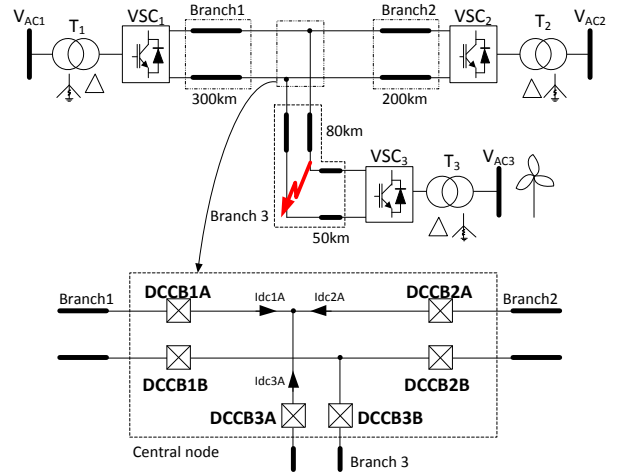 VAC1
T1
VSC1
Branch1
Branch2
VSC2
T2
VAC2
300km
200km
80km
VSC3
T3
VAC3
Branch 3
50km
Branch1
DCCB1A
Idc1A
Idc2A
DCCB2A
Branch2
DCCB1B
DCCB2B
Idc3A
DCCB3A
DCCB3B
Central node
Branch 3